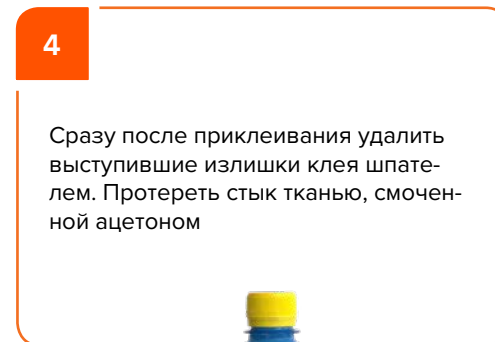 4
Сразу после приклеивания удалить
выступившие излишки клея шпате-
лем. Протереть стык тканью, смочен-
ной ацетоном